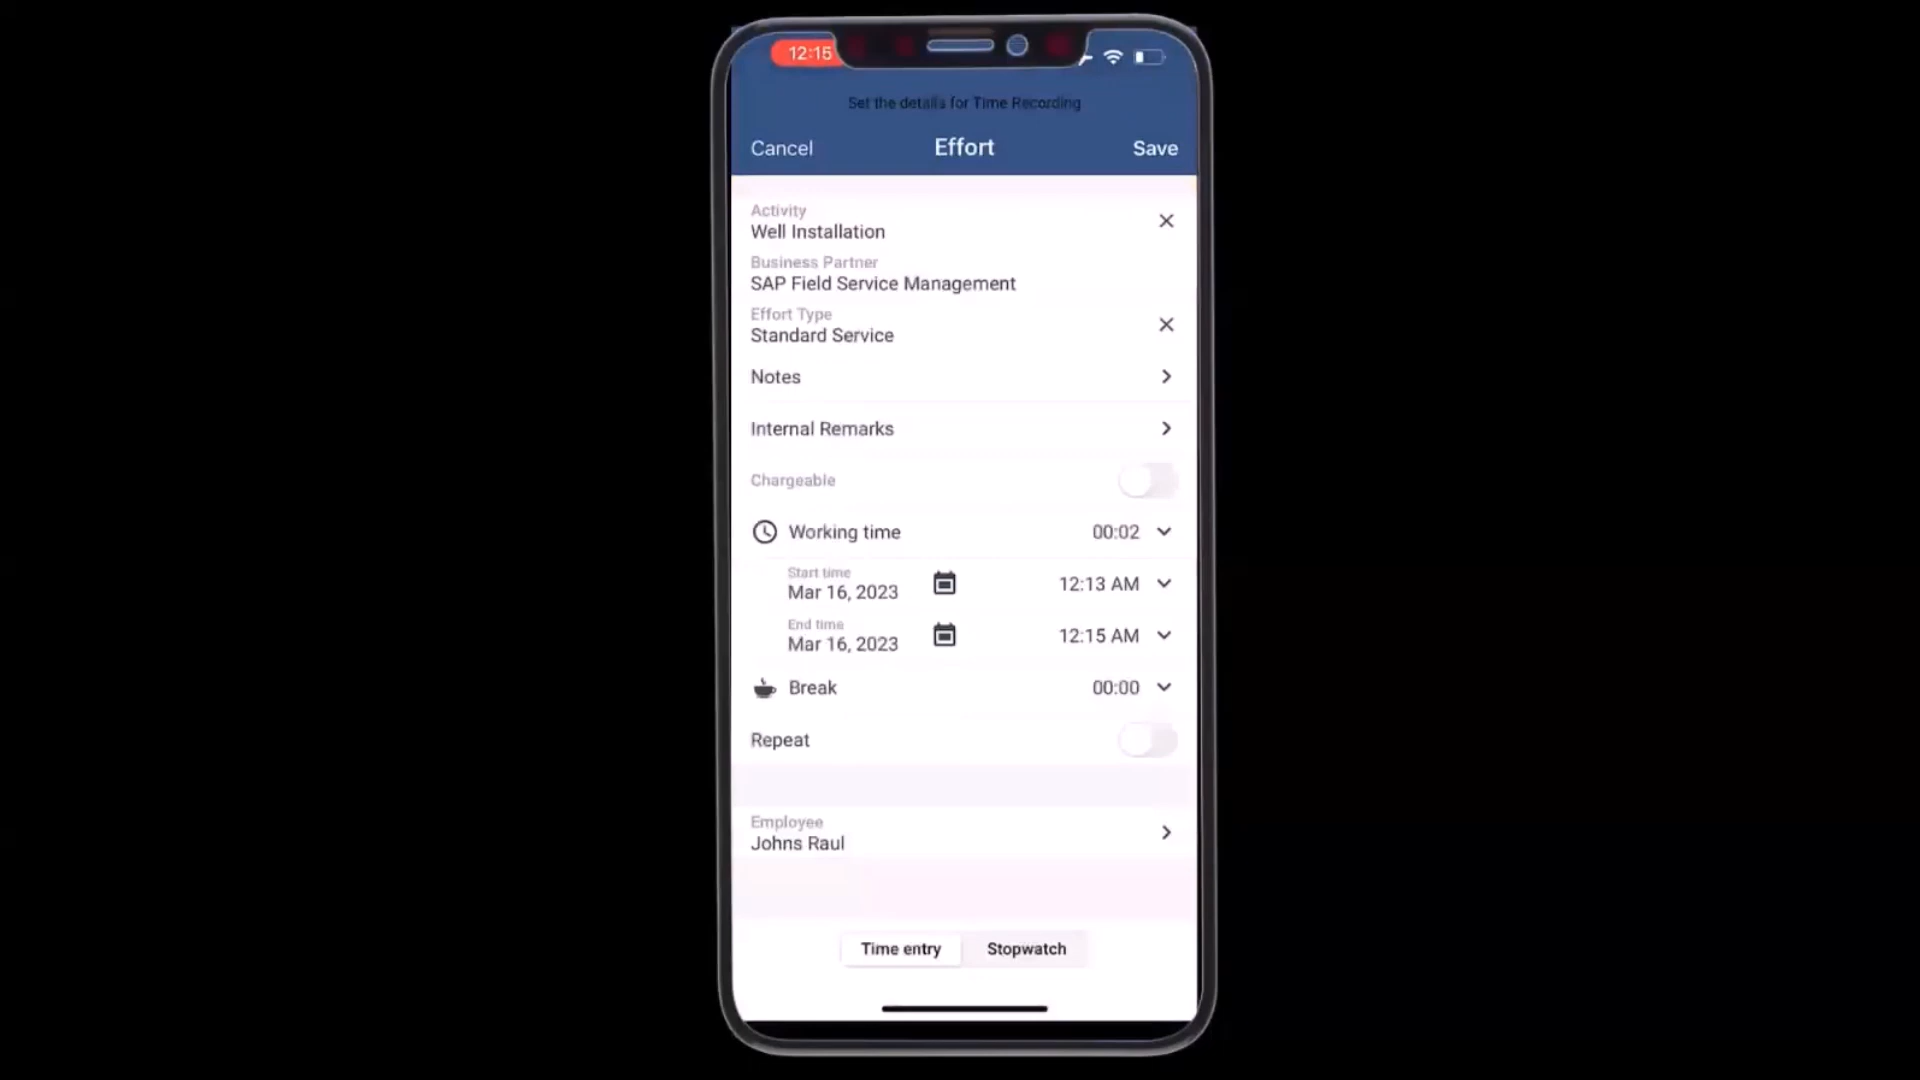 12:15
Set the details for Time Recording
Cancel Effort Save
Activity
Well Installation
Business Partner
SAP Field Service Management
Effort Type
Standard Service
Notes
Internal Remarks
Chargeable
Working time 00:02
Start time
Mar 16, 2023 12:13 AM
End time
Mar 16, 2023 12:15 AM
Break 00:00
Repeat
Employee
Johns Raul
Time entry Stopwatch